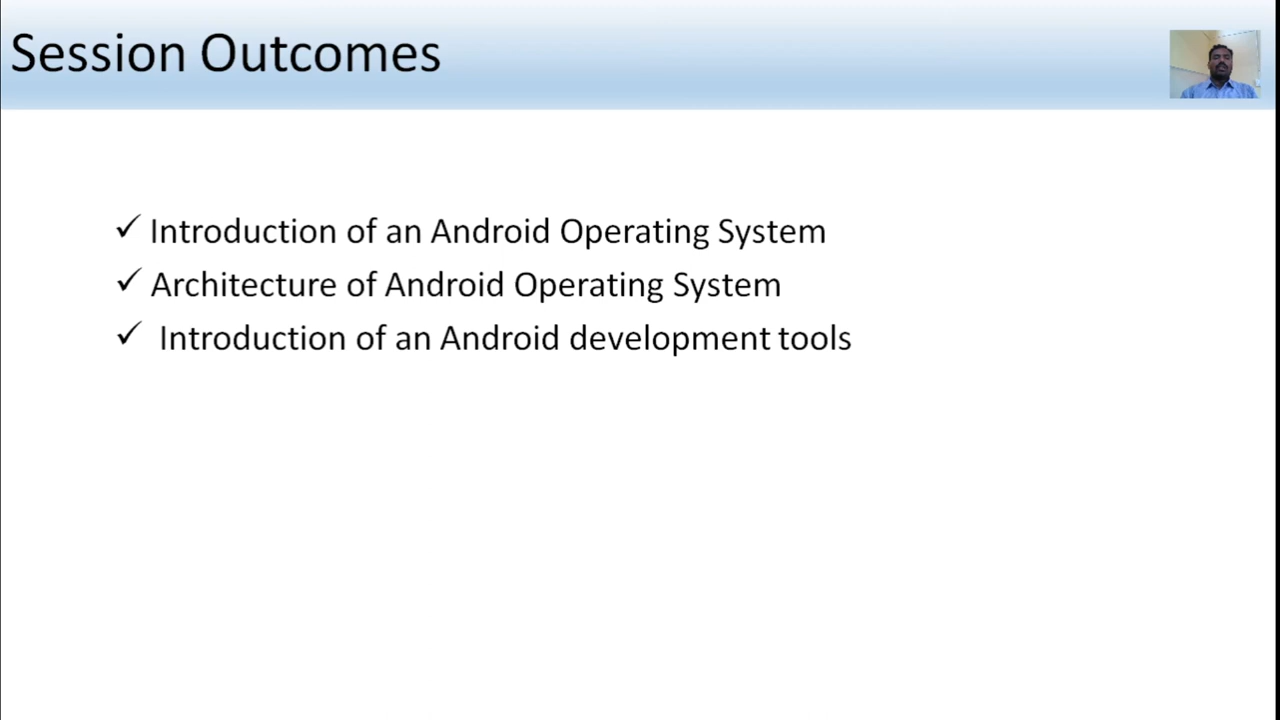 Session Outcomes
✓ Introduction of an Android Operating System
✓ Architecture of Android Operating System
✓ Introduction of an Android development tools